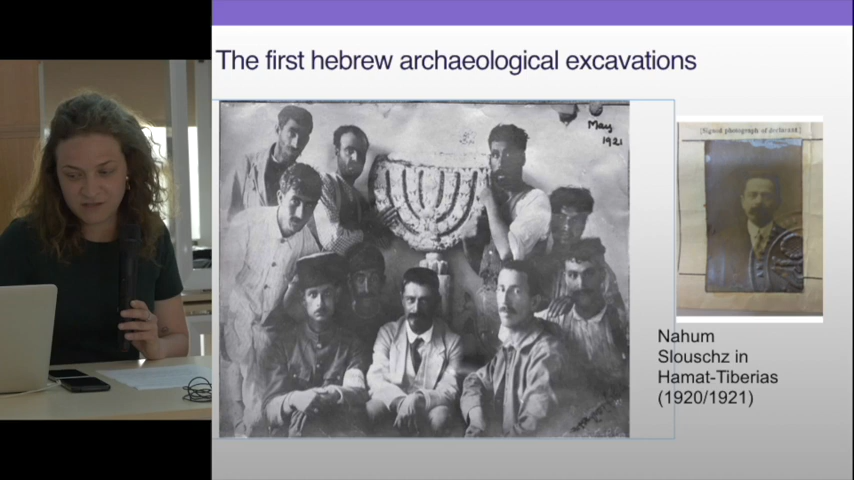 The first hebrew archaeological excavations
May
1921
[Signed photograph of declarant]
Nahum
Slouschz in
Hamat-Tiberias
(1920/1921)